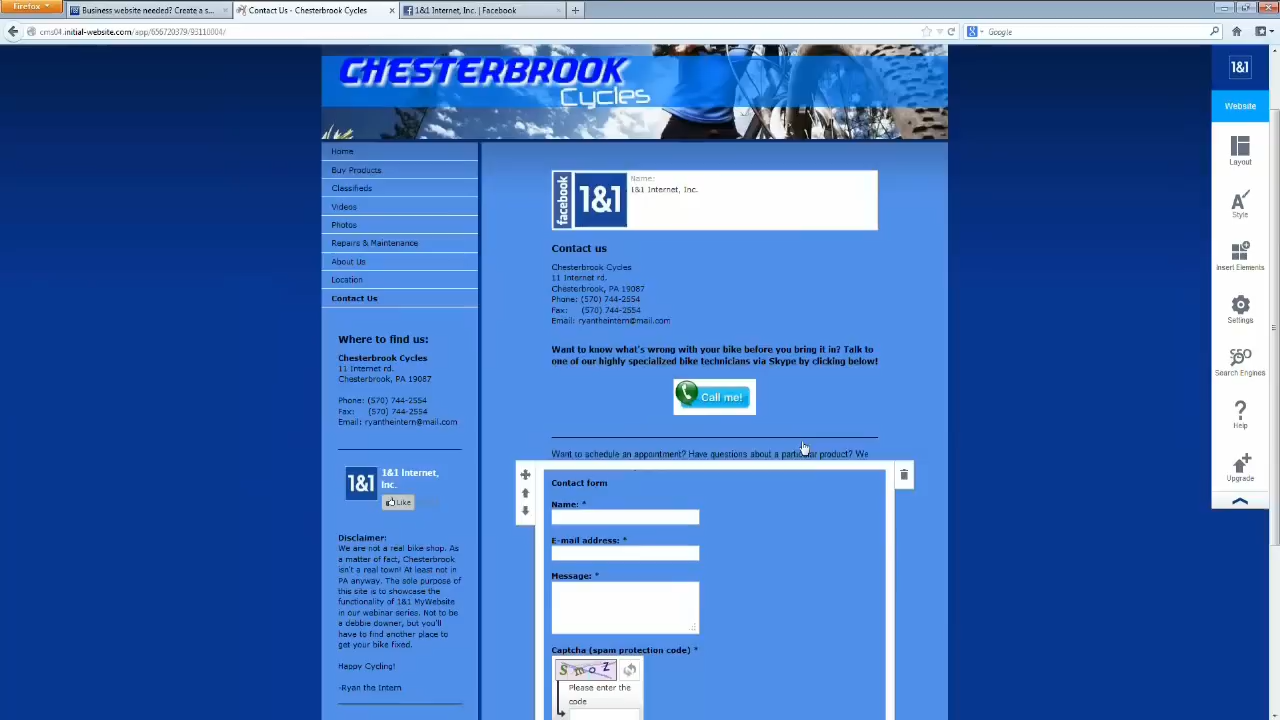 Firefox
Business website needed? Create a s...
Contact Us - Chesterbrook Cycles
1&1 Internet, Inc. | Facebook
cms04.initial-website.com/app/656720379/93110004/
Google
CHESTERBROOK
Cycles
1&1
Website
Layout
Style
Insert Elements
Settings
SEO
Search Engines
Help
Upgrade
Home
Buy Products
Classifieds
Videos
Photos
Repairs & Maintenance
About Us
Location
Contact Us
Where to find us:
Chesterbrook Cycles
11 Internet rd.
Chesterbrook, PA 19087
Phone: (570) 744-2554
Fax: (570) 744-2554
Email: ryantheintern@mail.com
1&1
1&1 Internet,
Inc.
Like
Disclaimer:
We are not a real bike shop. As
a matter of fact, Chesterbrook
isn't a real town! At least not in
PA anyway. The sole purpose of
this site is to showcase the
functionality of 1&1 MyWebsite
in our webinar series. Not to be
a debbie downer, but you'll
have to find another place to
get your bike fixed.
Happy Cycling!
-Ryan the Intern
facebook
1&1
Name:
1&1 Internet, Inc.
Contact us
Chesterbrook Cycles
11 Internet rd.
Chesterbrook, PA 19087
Phone: (570) 744-2554
Fax: (570) 744-2554
Email: ryantheintern@mail.com
Want to know what's wrong with your bike before you bring it in? Talk to
one of our highly specialized bike technicians via Skype by clicking below!
Call me!
Want to schedule an appointment? Have questions about a particular product? We
Contact form
Name: *
E-mail address: *
Message: *
Captcha (spam protection code) *
S m o z
Please enter the
code